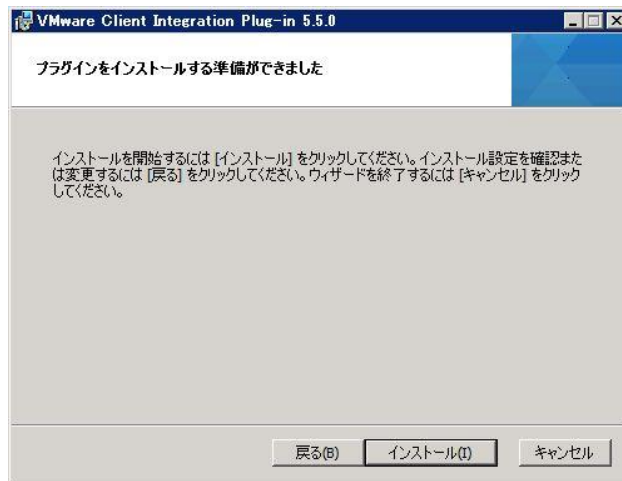 VMware Client Integration Plug-in 5.5.0
プラグインをインストールする準備ができました
インストールを開始するには [インストール] をクリックしてください。インストール設定を確認また
は変更するには [戻る] をクリックしてください。ウィザードを終了するには [キャンセル] をクリック
してください。
戻る(B) インストール(I) キャンセル